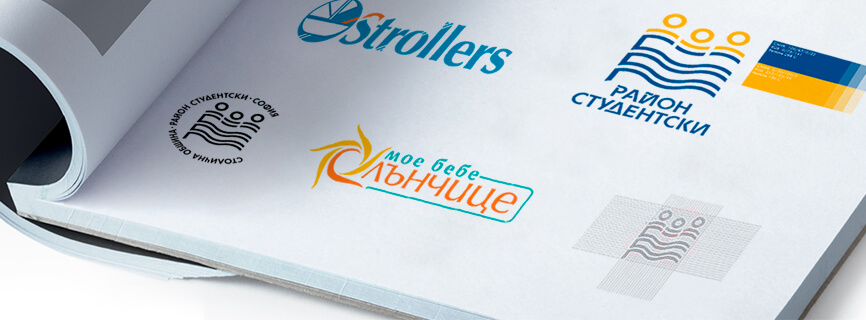 Strollers
РАЙОН
СТУДЕНТСКИ
СТОЛИЧНА ОБЩИНА · РАЙОН СТУДЕНТСКИ · СОФИЯ
мое бебе
Слънчице